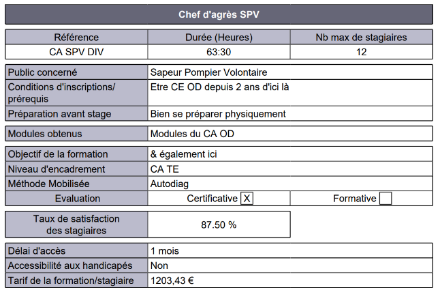 Chef d'agrès SPV
Référence Durée (Heures) Nb max de stagiaires
CA SPV DIV 63:30 12
Public concerné Sapeur Pompier Volontaire
Conditions d'inscriptions/ Etre CE OD depuis 2 ans d'ici là
prérequis
Préparation avant stage Bien se préparer physiquement
Modules obtenus Modules du CA OD
Objectif de la formation & également ici
Niveau d'encadrement CA TE
Méthode Mobilisée Autodiag
Evaluation Certificative X Formative
Taux de satisfaction
des stagiaires 87.50 %
Délai d'accès 1 mois
Accessibilité aux handicapés Non
Tarif de la formation/stagiaire 1203,43 €